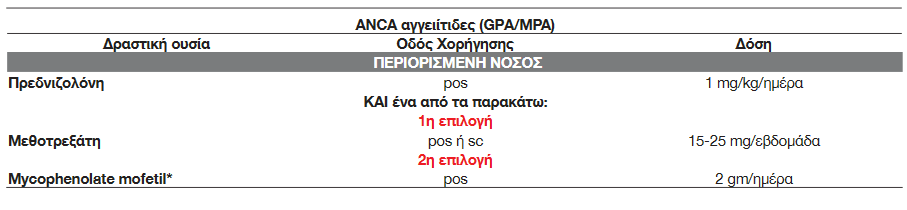 ANCA αγγειίτιδες (GPA/MPA)
Δραστική ουσία Οδός Χορήγησης Δόση
ΠΕΡΙΟΡΙΣΜΕΝΗ ΝΟΣΟΣ
Πρεδνιζολόνη pos 1 mg/kg/ημέρα
ΚΑΙ ένα από τα παρακάτω:
1η επιλογή
Μεθοτρεξάτη pos ή sc 15-25 mg/εβδομάδα
2η επιλογή
Mycophenolate mofetil* pos 2 gm/ημέρα